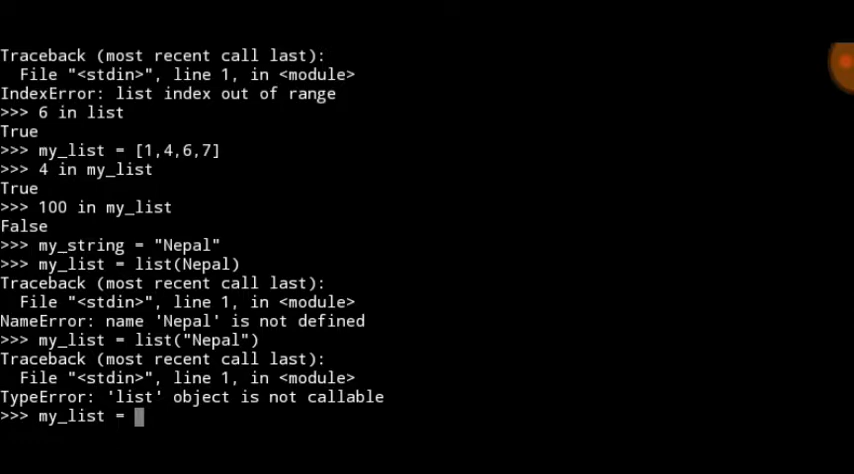 Traceback (most recent call last):
  File "<stdin>", line 1, in <module>
IndexError: list index out of range
>>> 6 in list
True
>>> my_list = [1,4,6,7]
>>> 4 in my_list
True
>>> 100 in my_list
False
>>> my_string = "Nepal"
>>> my_list = list(Nepal)
Traceback (most recent call last):
  File "<stdin>", line 1, in <module>
NameError: name 'Nepal' is not defined
>>> my_list = list("Nepal")
Traceback (most recent call last):
  File "<stdin>", line 1, in <module>
TypeError: 'list' object is not callable
>>> my_list =